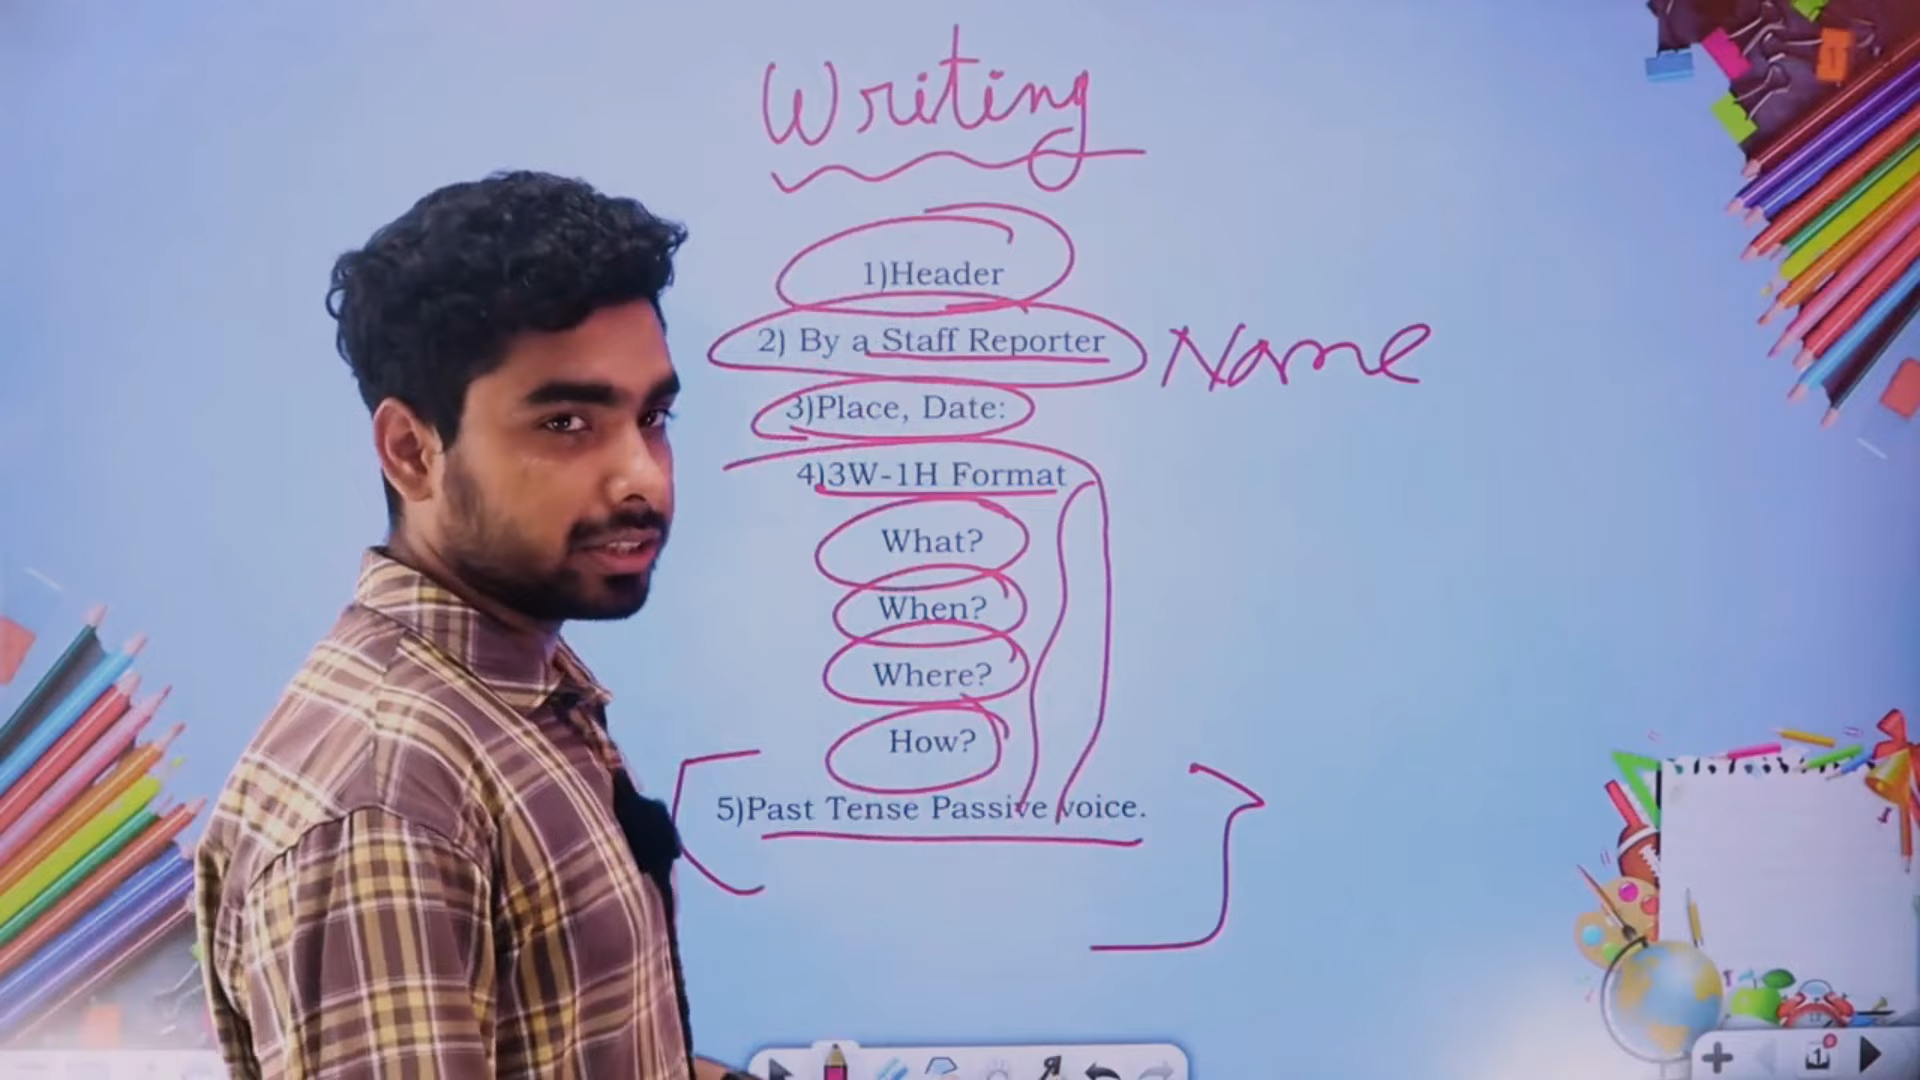 Writing
1)Header
2) By a Staff Reporter Name
3)Place, Date:
4)3W-1H Format
What?
When?
Where?
How?
5)Past Tense Passive voice.
1